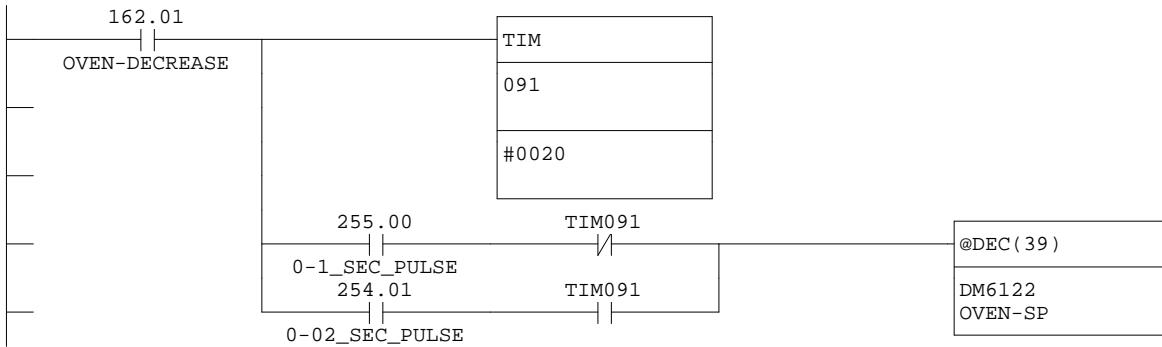 162.01
OVEN-DECREASE
TIM
091
#0020
255.00 TIM091
0-1_SEC_PULSE
@DEC(39)
254.01 TIM091
DM6122
OVEN-SP
0-02_SEC_PULSE